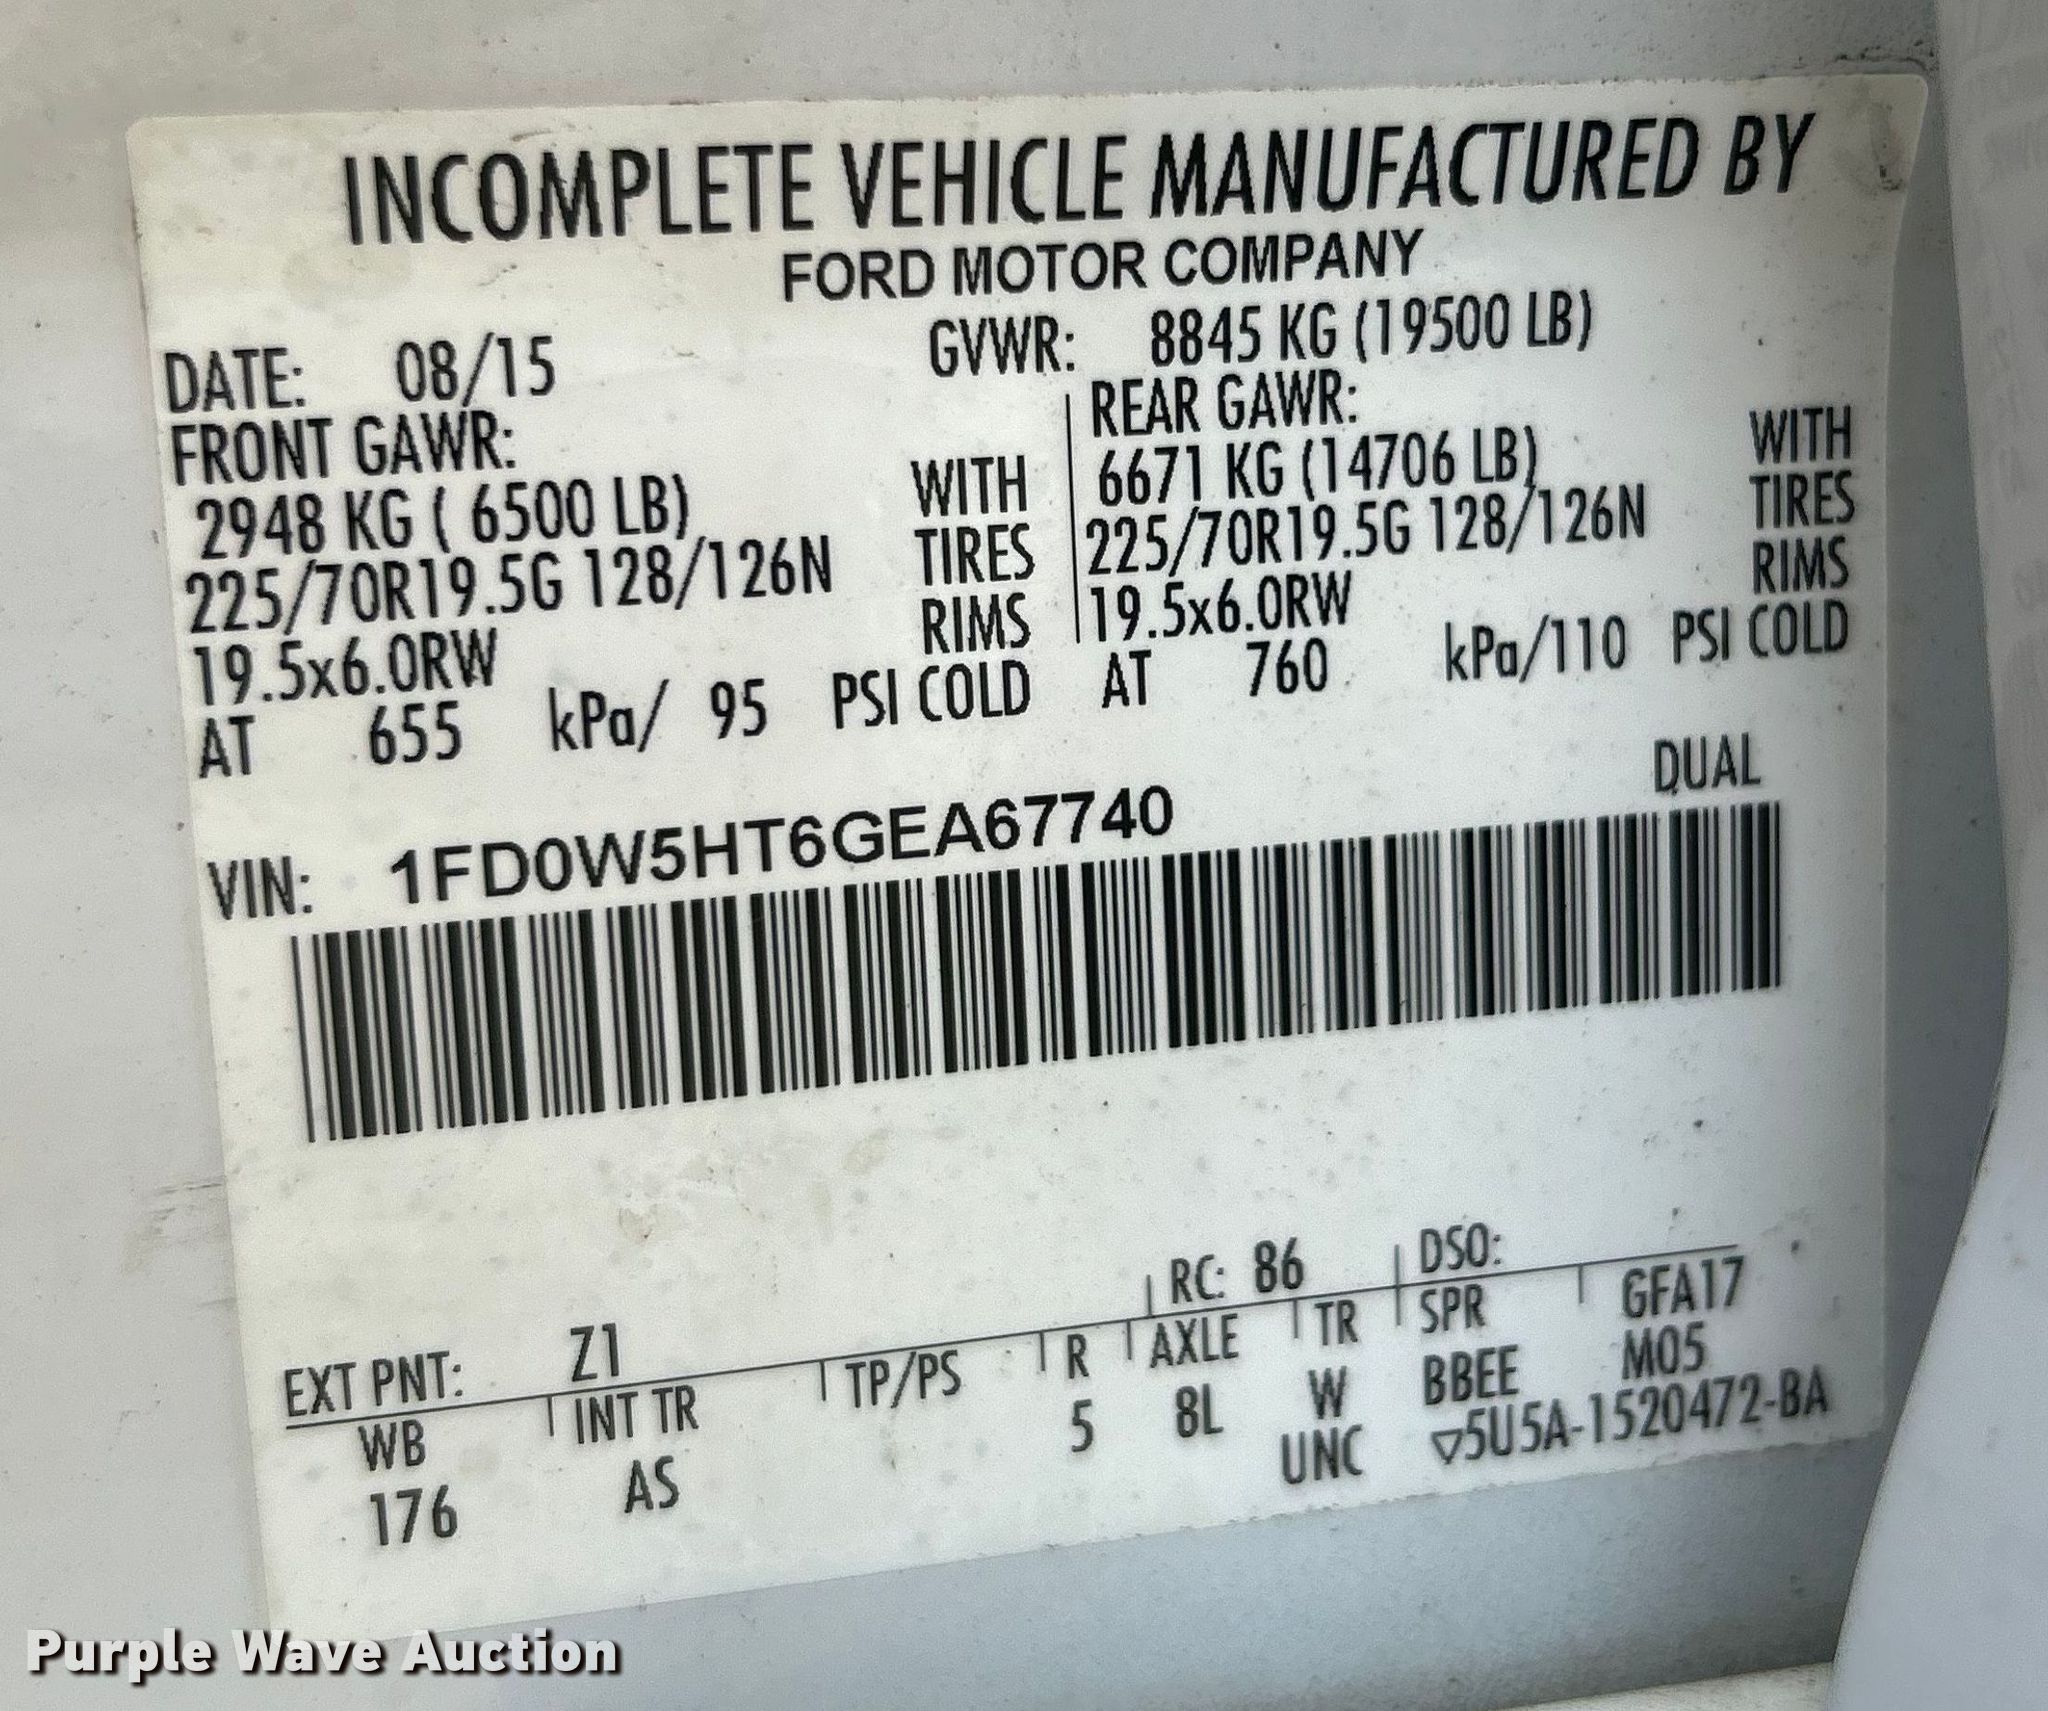 INCOMPLETE VEHICLE MANUFACTURED BY
FORD MOTOR COMPANY
DATE: 08/15 GVWR: 8845 KG (19500 LB)
FRONT GAWR: REAR GAWR:
2948 KG ( 6500 LB) WITH 6671 KG (14706 LB) WITH
225/70R19.5G 128/126N TIRES 225/70R19.5G 128/126N TIRES
19.5x6.0RW RIMS 19.5x6.0RW RIMS
AT 655 kPa/ 95 PSI COLD AT 760 kPa/110 PSI COLD
DUAL
VIN: 1FD0W5HT6GEA67740
EXT PNT: Z1 RC: 86 DSO:
WB INT TR TP/PS R AXLE TR SPR GFA17
176 AS 5 8L W BBEE M05
UNC ▽5U5A-1520472-BA
Purple Wave Auction